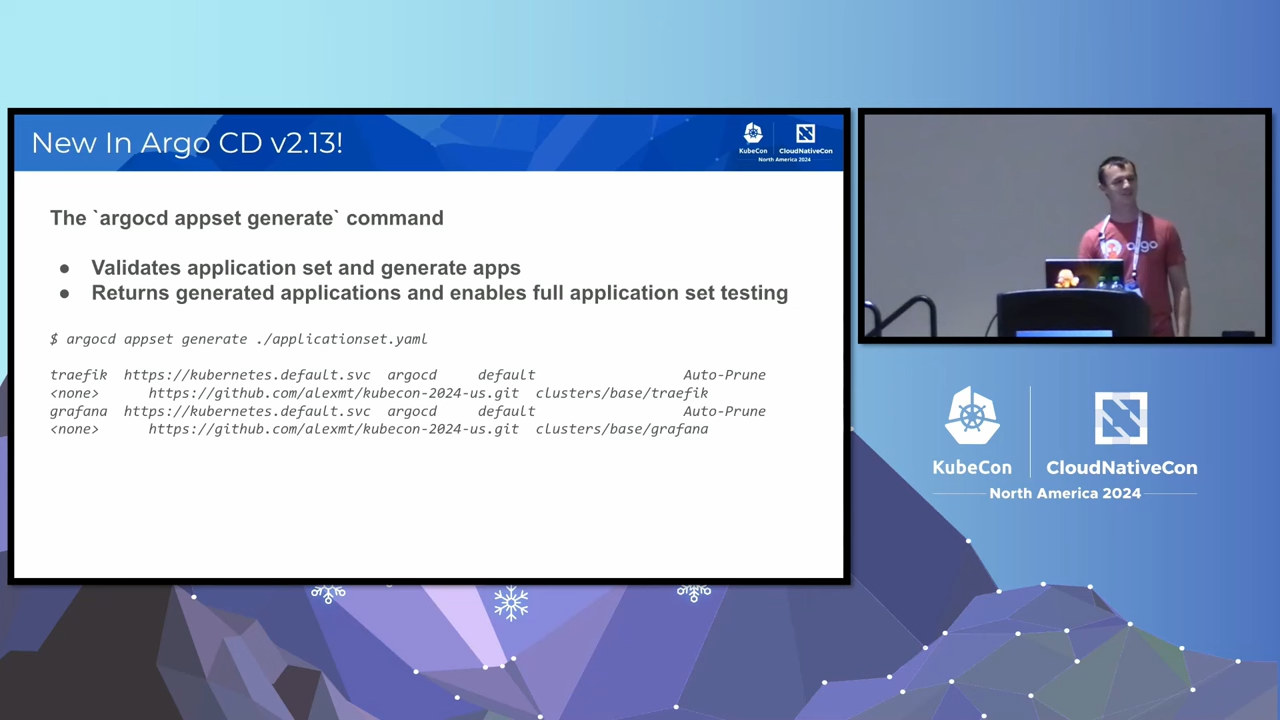 New In Argo CD v2.13!
KubeCon
CloudNativeCon
North America 2024
The `argocd appset generate` command
● Validates application set and generate apps
● Returns generated applications and enables full application set testing
$ argocd appset generate ./applicationset.yaml
traefik https://kubernetes.default.svc argocd default Auto-Prune
<none> https://github.com/alexmt/kubecon-2024-us.git clusters/base/traefik
grafana https://kubernetes.default.svc argocd default Auto-Prune
<none> https://github.com/alexmt/kubecon-2024-us.git clusters/base/grafana
argo
KubeCon
CloudNativeCon
North America 2024